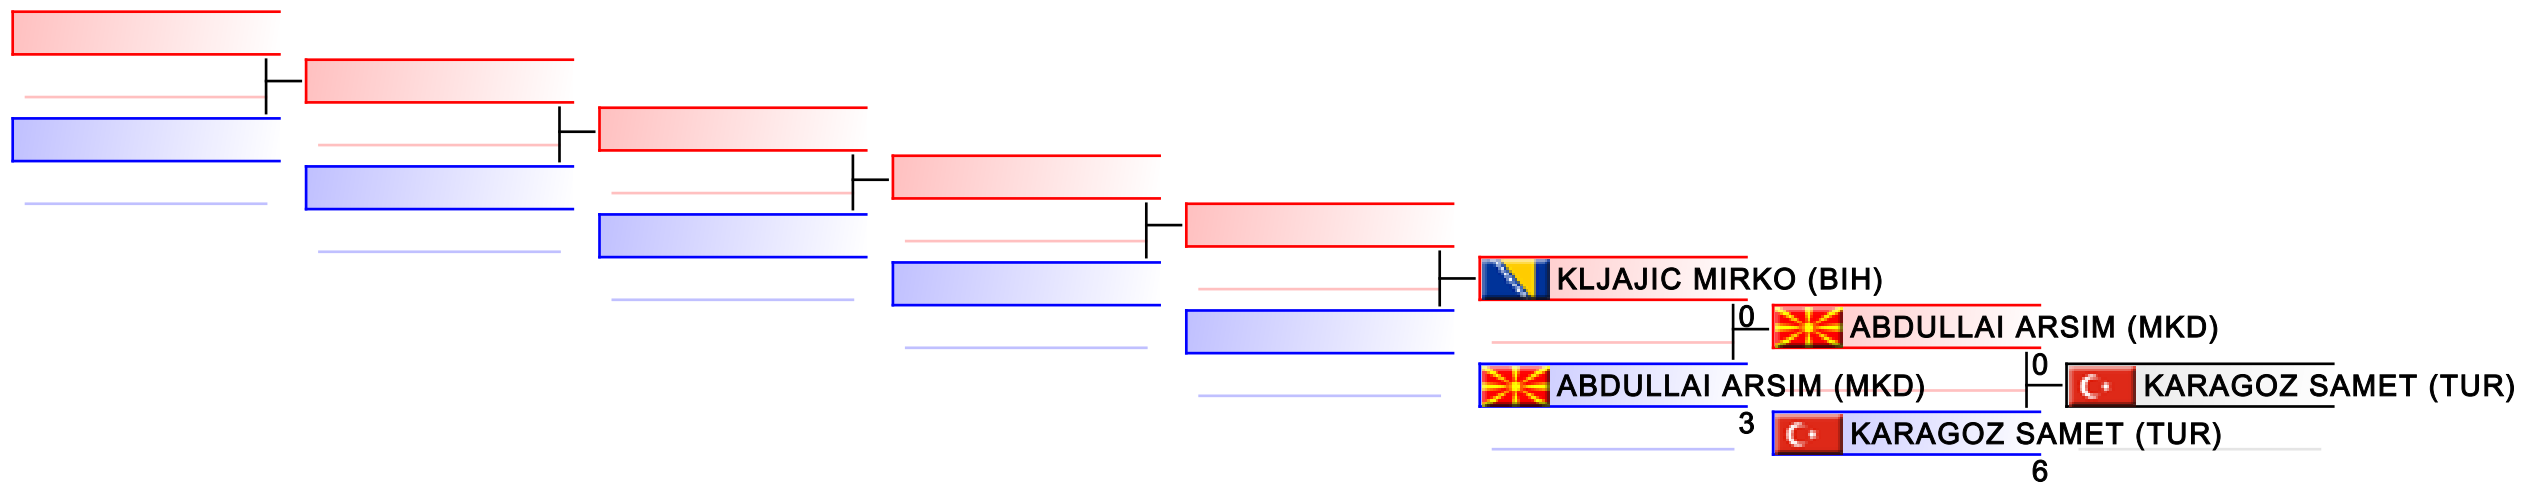 KLJAJIC MIRKO (BIH)
0
ABDULLAI ARSIM (MKD)
3
ABDULLAI ARSIM (MKD)
0
KARAGOZ SAMET (TUR)
6
KARAGOZ SAMET (TUR)